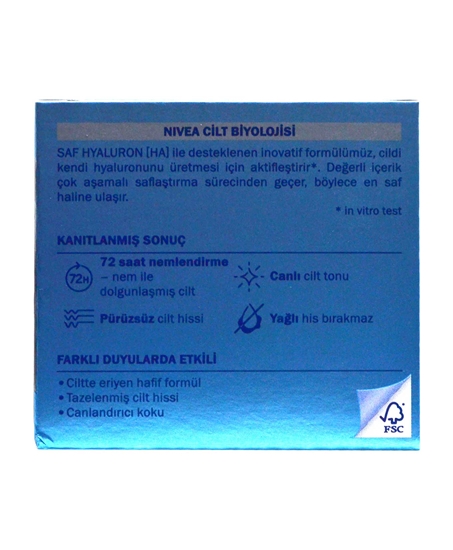 NIVEA CİLT BİYOLOJİSİ
SAF HYALURON [HA] ile desteklenen inovatif formülümüz, cildi
kendi hyaluronunu üretmesi için aktifleştirir*. Değerli içerik
çok aşamalı saflaştırma sürecinden geçer, böylece en saf
haline ulaşır.
* in vitro test
KANITLANMIŞ SONUÇ
72H
72 saat nemlendirme
– nem ile
dolgunlaşmış cilt
Canlı cilt tonu
Pürüzsüz cilt hissi
Yağlı his bırakmaz
FARKLI DUYULARDA ETKİLİ
• Ciltte eriyen hafif formül
• Tazelenmiş cilt hissi
• Canlandırıcı koku
FSC